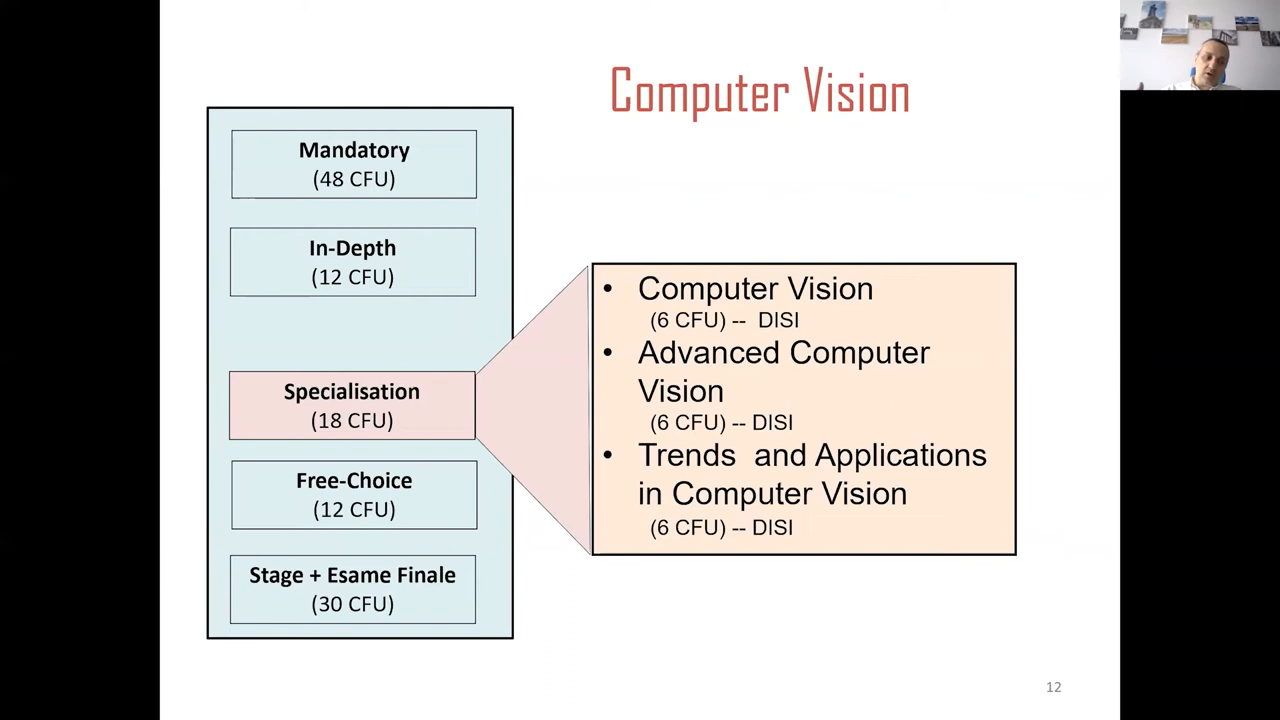 Computer Vision
Mandatory
(48 CFU)
In-Depth
(12 CFU)
Specialisation
(18 CFU)
Free-Choice
(12 CFU)
Stage + Esame Finale
(30 CFU)
• Computer Vision
(6 CFU) -- DISI
• Advanced Computer
Vision
(6 CFU) -- DISI
• Trends and Applications
in Computer Vision
(6 CFU) -- DISI
12